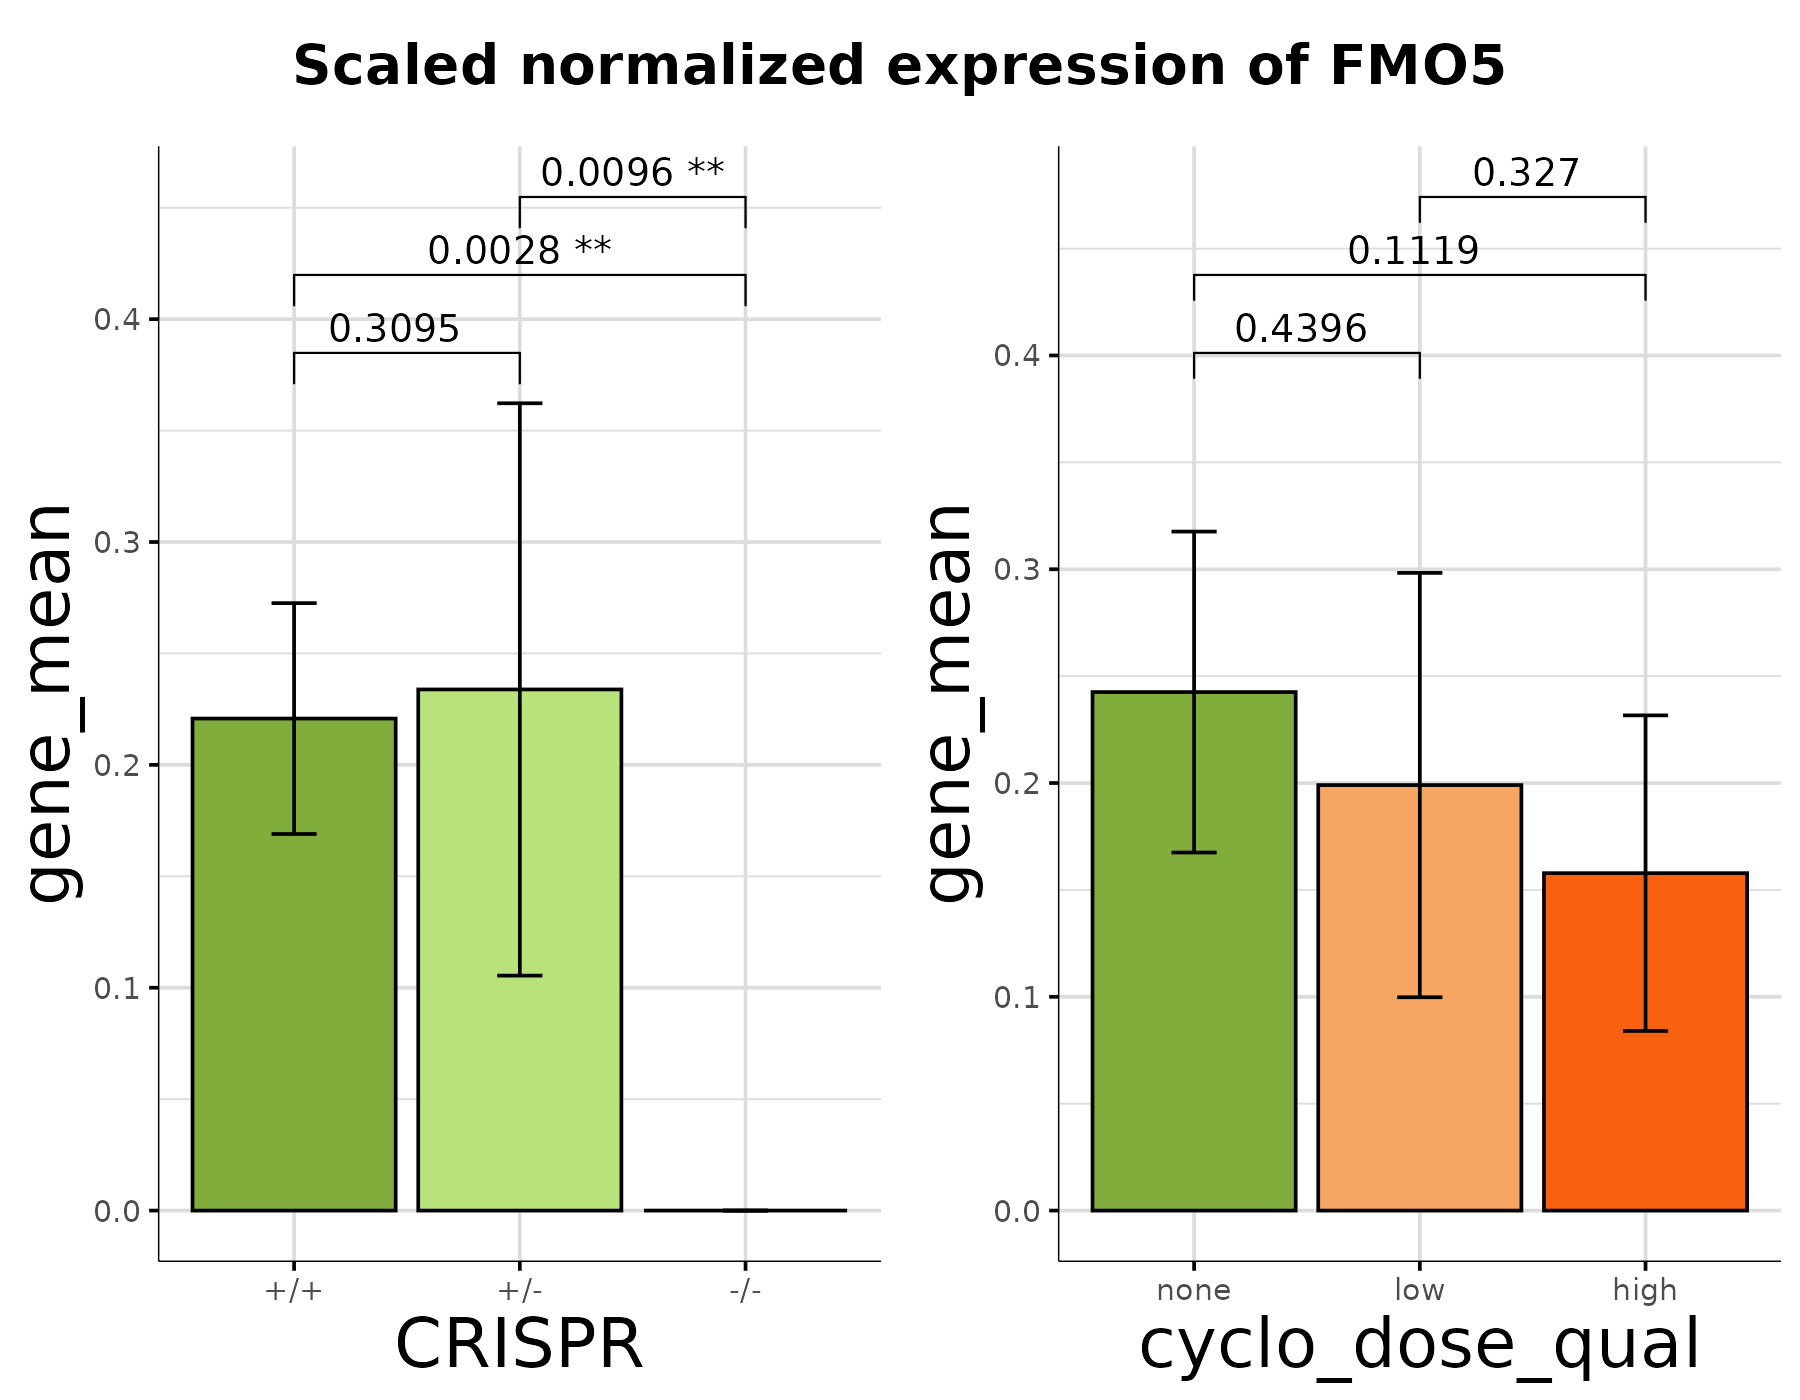 Scaled normalized expression of FMO5
gene_mean
0.4
0.3
0.2
0.1
0.0
0.0096 **
0.0028 **
0.3095
+/+ +/- -/-
CRISPR
gene_mean
0.4
0.3
0.2
0.1
0.0
0.327
0.1119
0.4396
none low high
cyclo_dose_qual